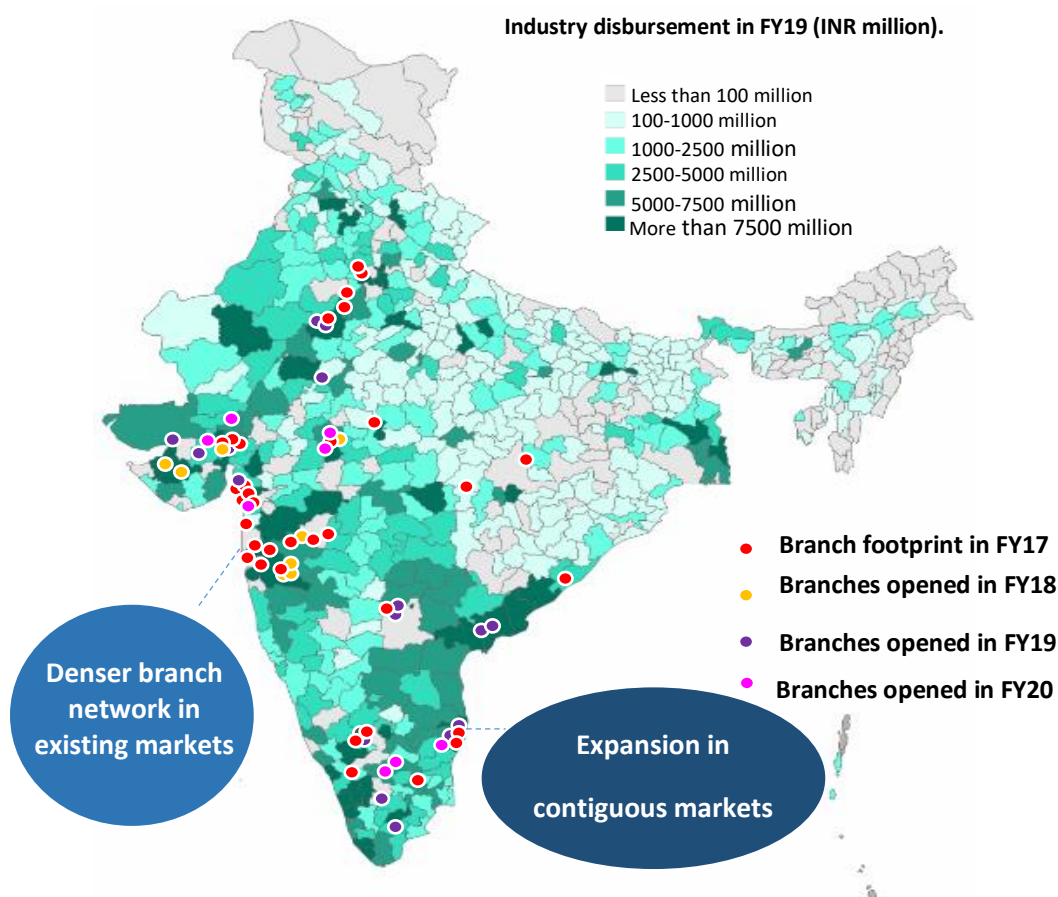 Industry disbursement in FY19 (INR million).
Less than 100 million
100-1000 million
1000-2500 million
2500-5000 million
5000-7500 million
More than 7500 million
Branch footprint in FY17
Branches opened in FY18
Branches opened in FY19
Branches opened in FY20
Denser branch
network in
existing markets
Expansion in
contiguous markets